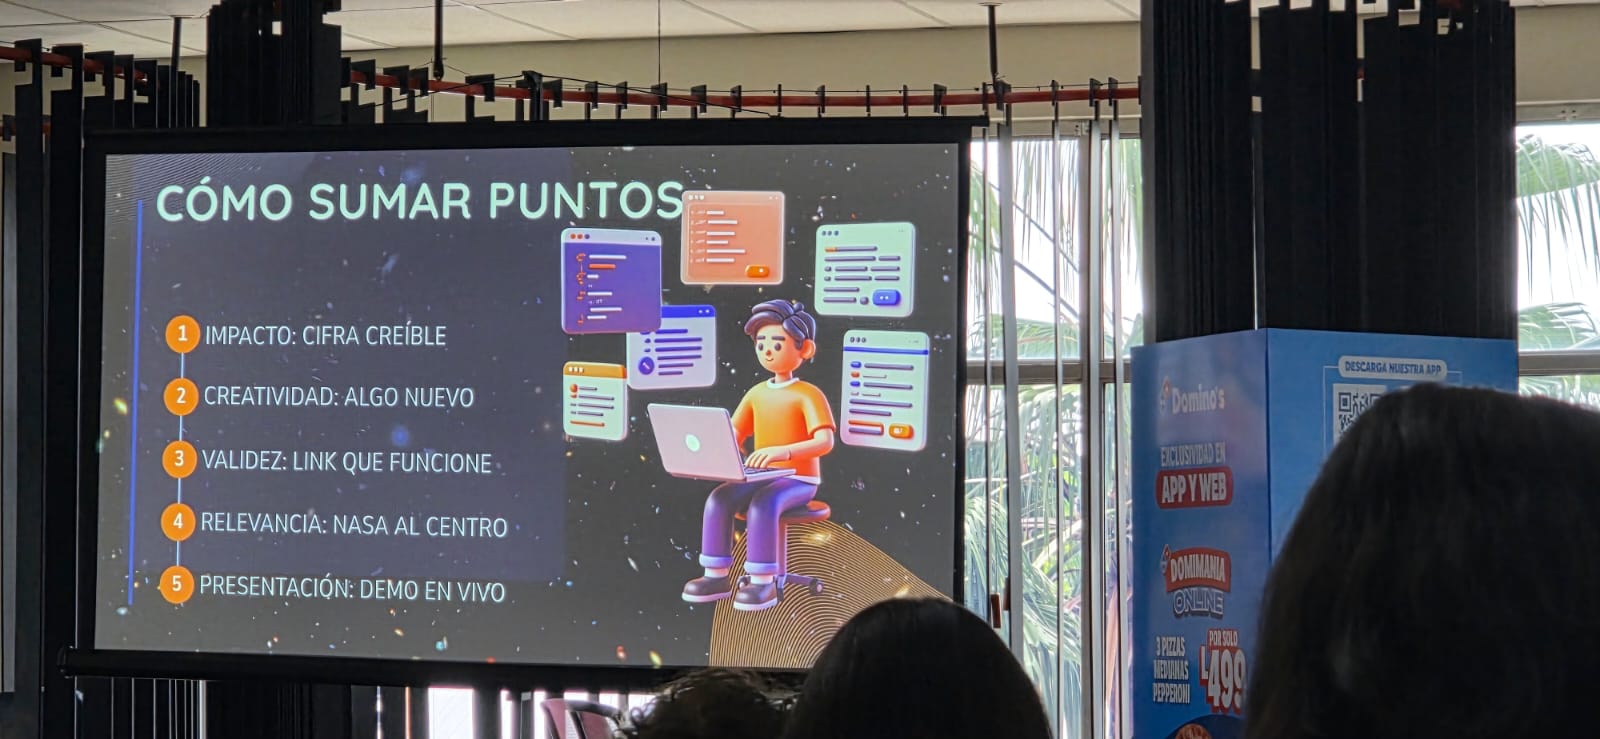 CÓMO SUMAR PUNTOS
1 IMPACTO: CIFRA CREÍBLE
2 CREATIVIDAD: ALGO NUEVO
3 VALIDEZ: LINK QUE FUNCIONE
4 RELEVANCIA: NASA AL CENTRO
5 PRESENTACIÓN: DEMO EN VIVO
DESCARGA NUESTRA APP
Domino's
EXCLUSIVIDAD EN
APP Y WEB
DOMIMANIA
ONLINE
3 PIZZAS
MEDIANAS
PEPPERONI
POR SOLO
L499